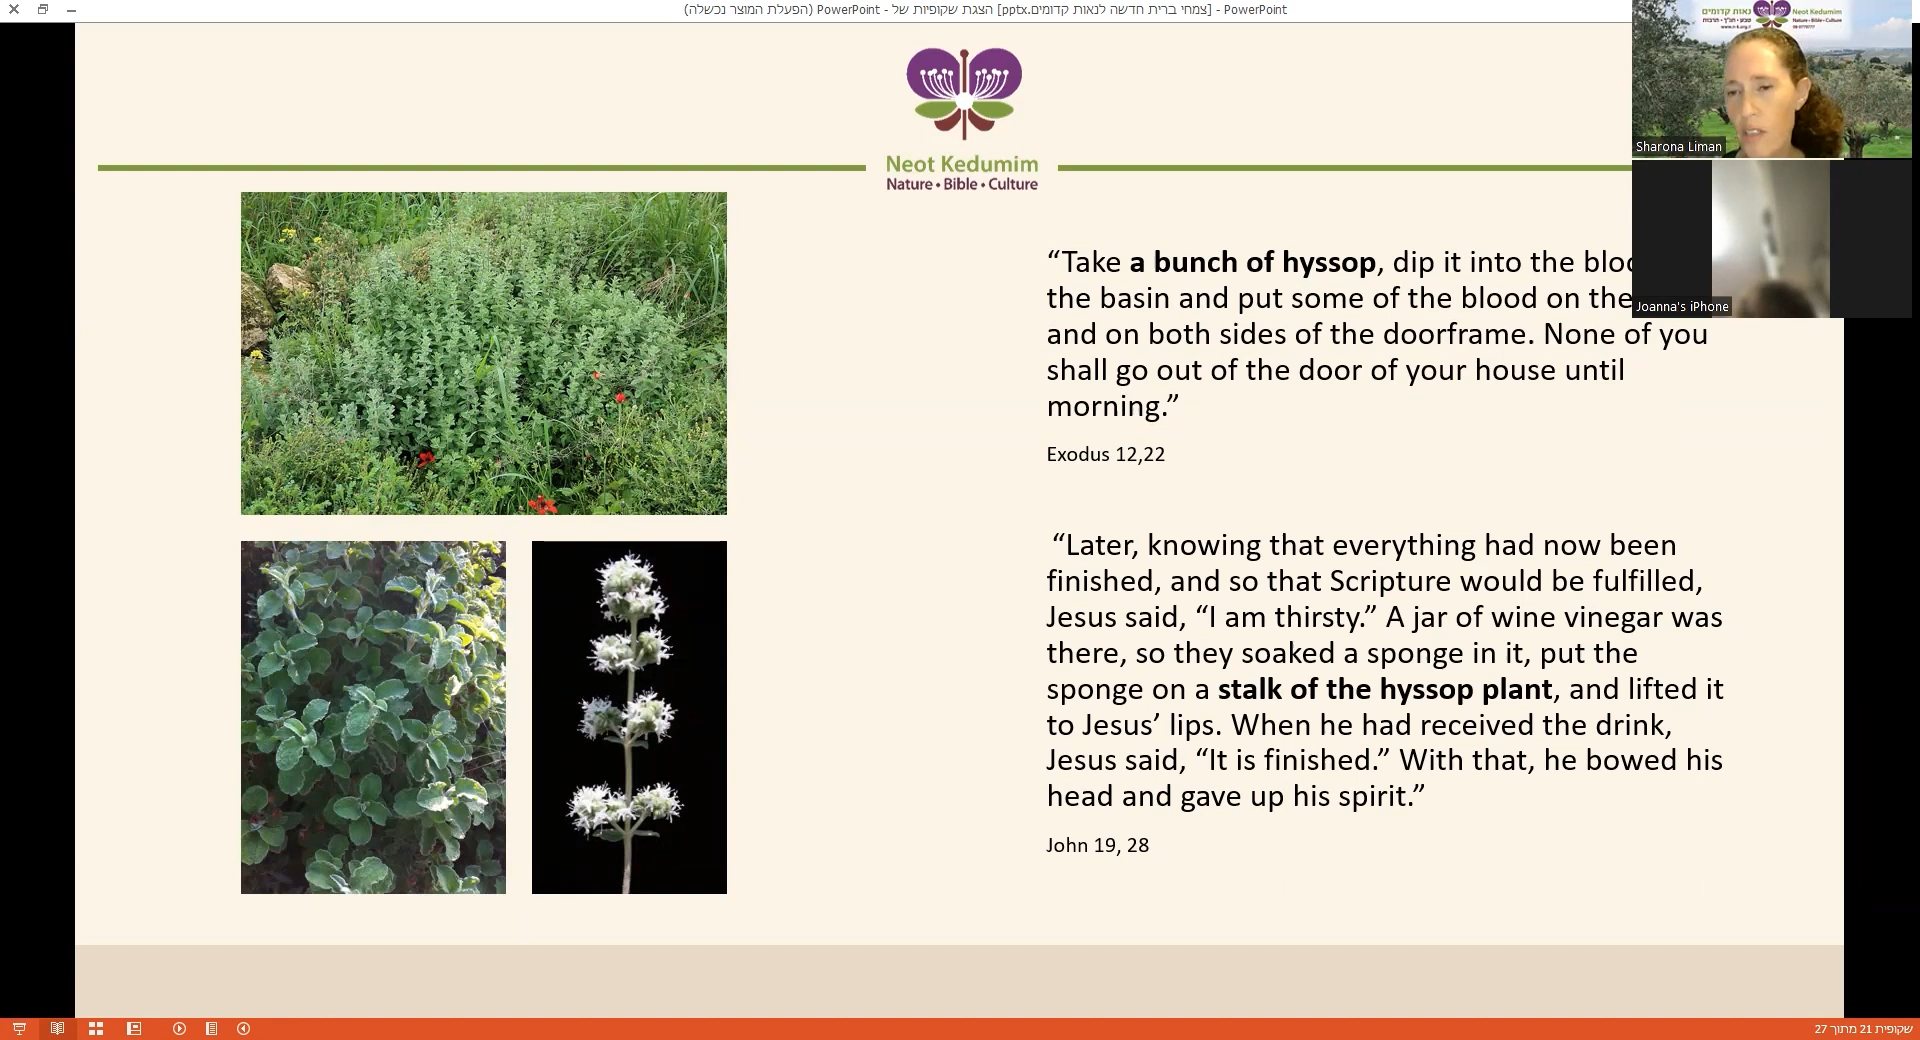 (הפעלת המוצר נכשלה) PowerPoint - הצגת שקופיות של [צמחי ברית חדשה לנאות קדומים.pptx] - PowerPoint
נאות קדומים
Neot Kedumim
Nature • Bible • Culture
Sharona Liman
Joanna's iPhone
Neot Kedumim
Nature • Bible • Culture
“Take a bunch of hyssop, dip it into the
the basin and put some of the blood on the
and on both sides of the doorframe. None of you
shall go out of the door of your house until
morning.”
Exodus 12,22
“Later, knowing that everything had now been
finished, and so that Scripture would be fulfilled,
Jesus said, “I am thirsty.” A jar of wine vinegar was
there, so they soaked a sponge in it, put the
sponge on a stalk of the hyssop plant, and lifted it
to Jesus’ lips. When he had received the drink,
Jesus said, “It is finished.” With that, he bowed his
head and gave up his spirit.”
John 19, 28
שקופית 21 מתוך 27